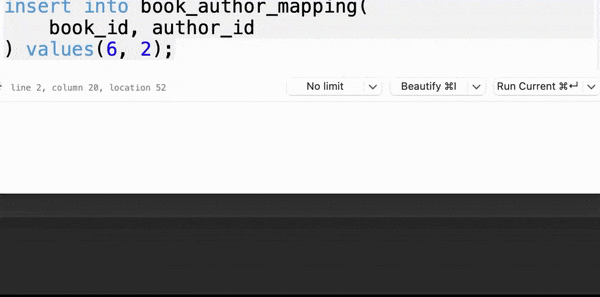 insert into book_author_mapping(
    book_id, author_id
) values(6, 2);
line 2, column 20, location 52
No limit
Beautify ⌘I
Run Current ⌘↵